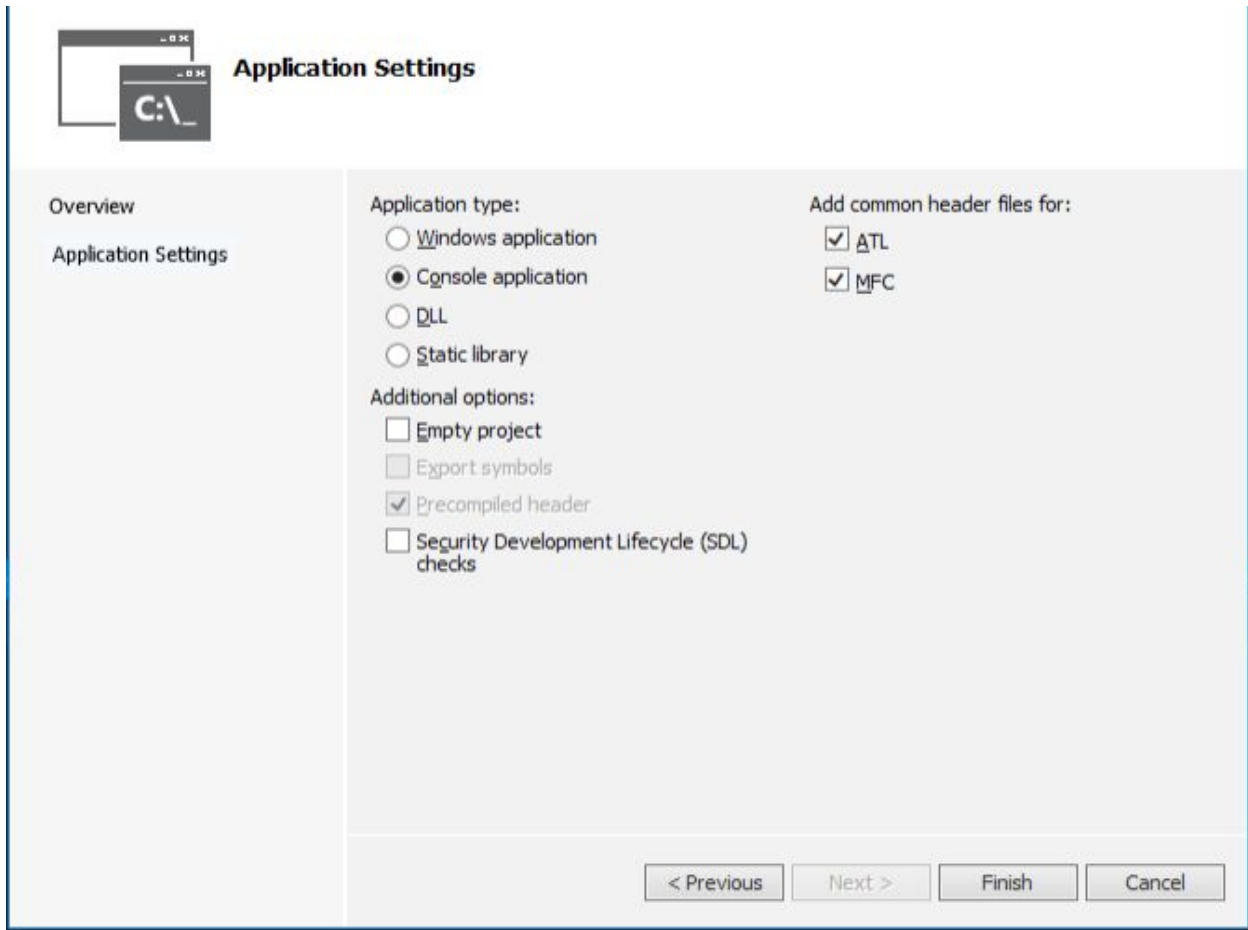 C:\_
Application Settings
Overview
Application Settings
Application type:
Windows application
Console application
DLL
Static library
Additional options:
Empty project
Export symbols
Precompiled header
Security Development Lifecycle (SDL)
checks
Add common header files for:
ATL
MFC
< Previous
Next >
Finish
Cancel